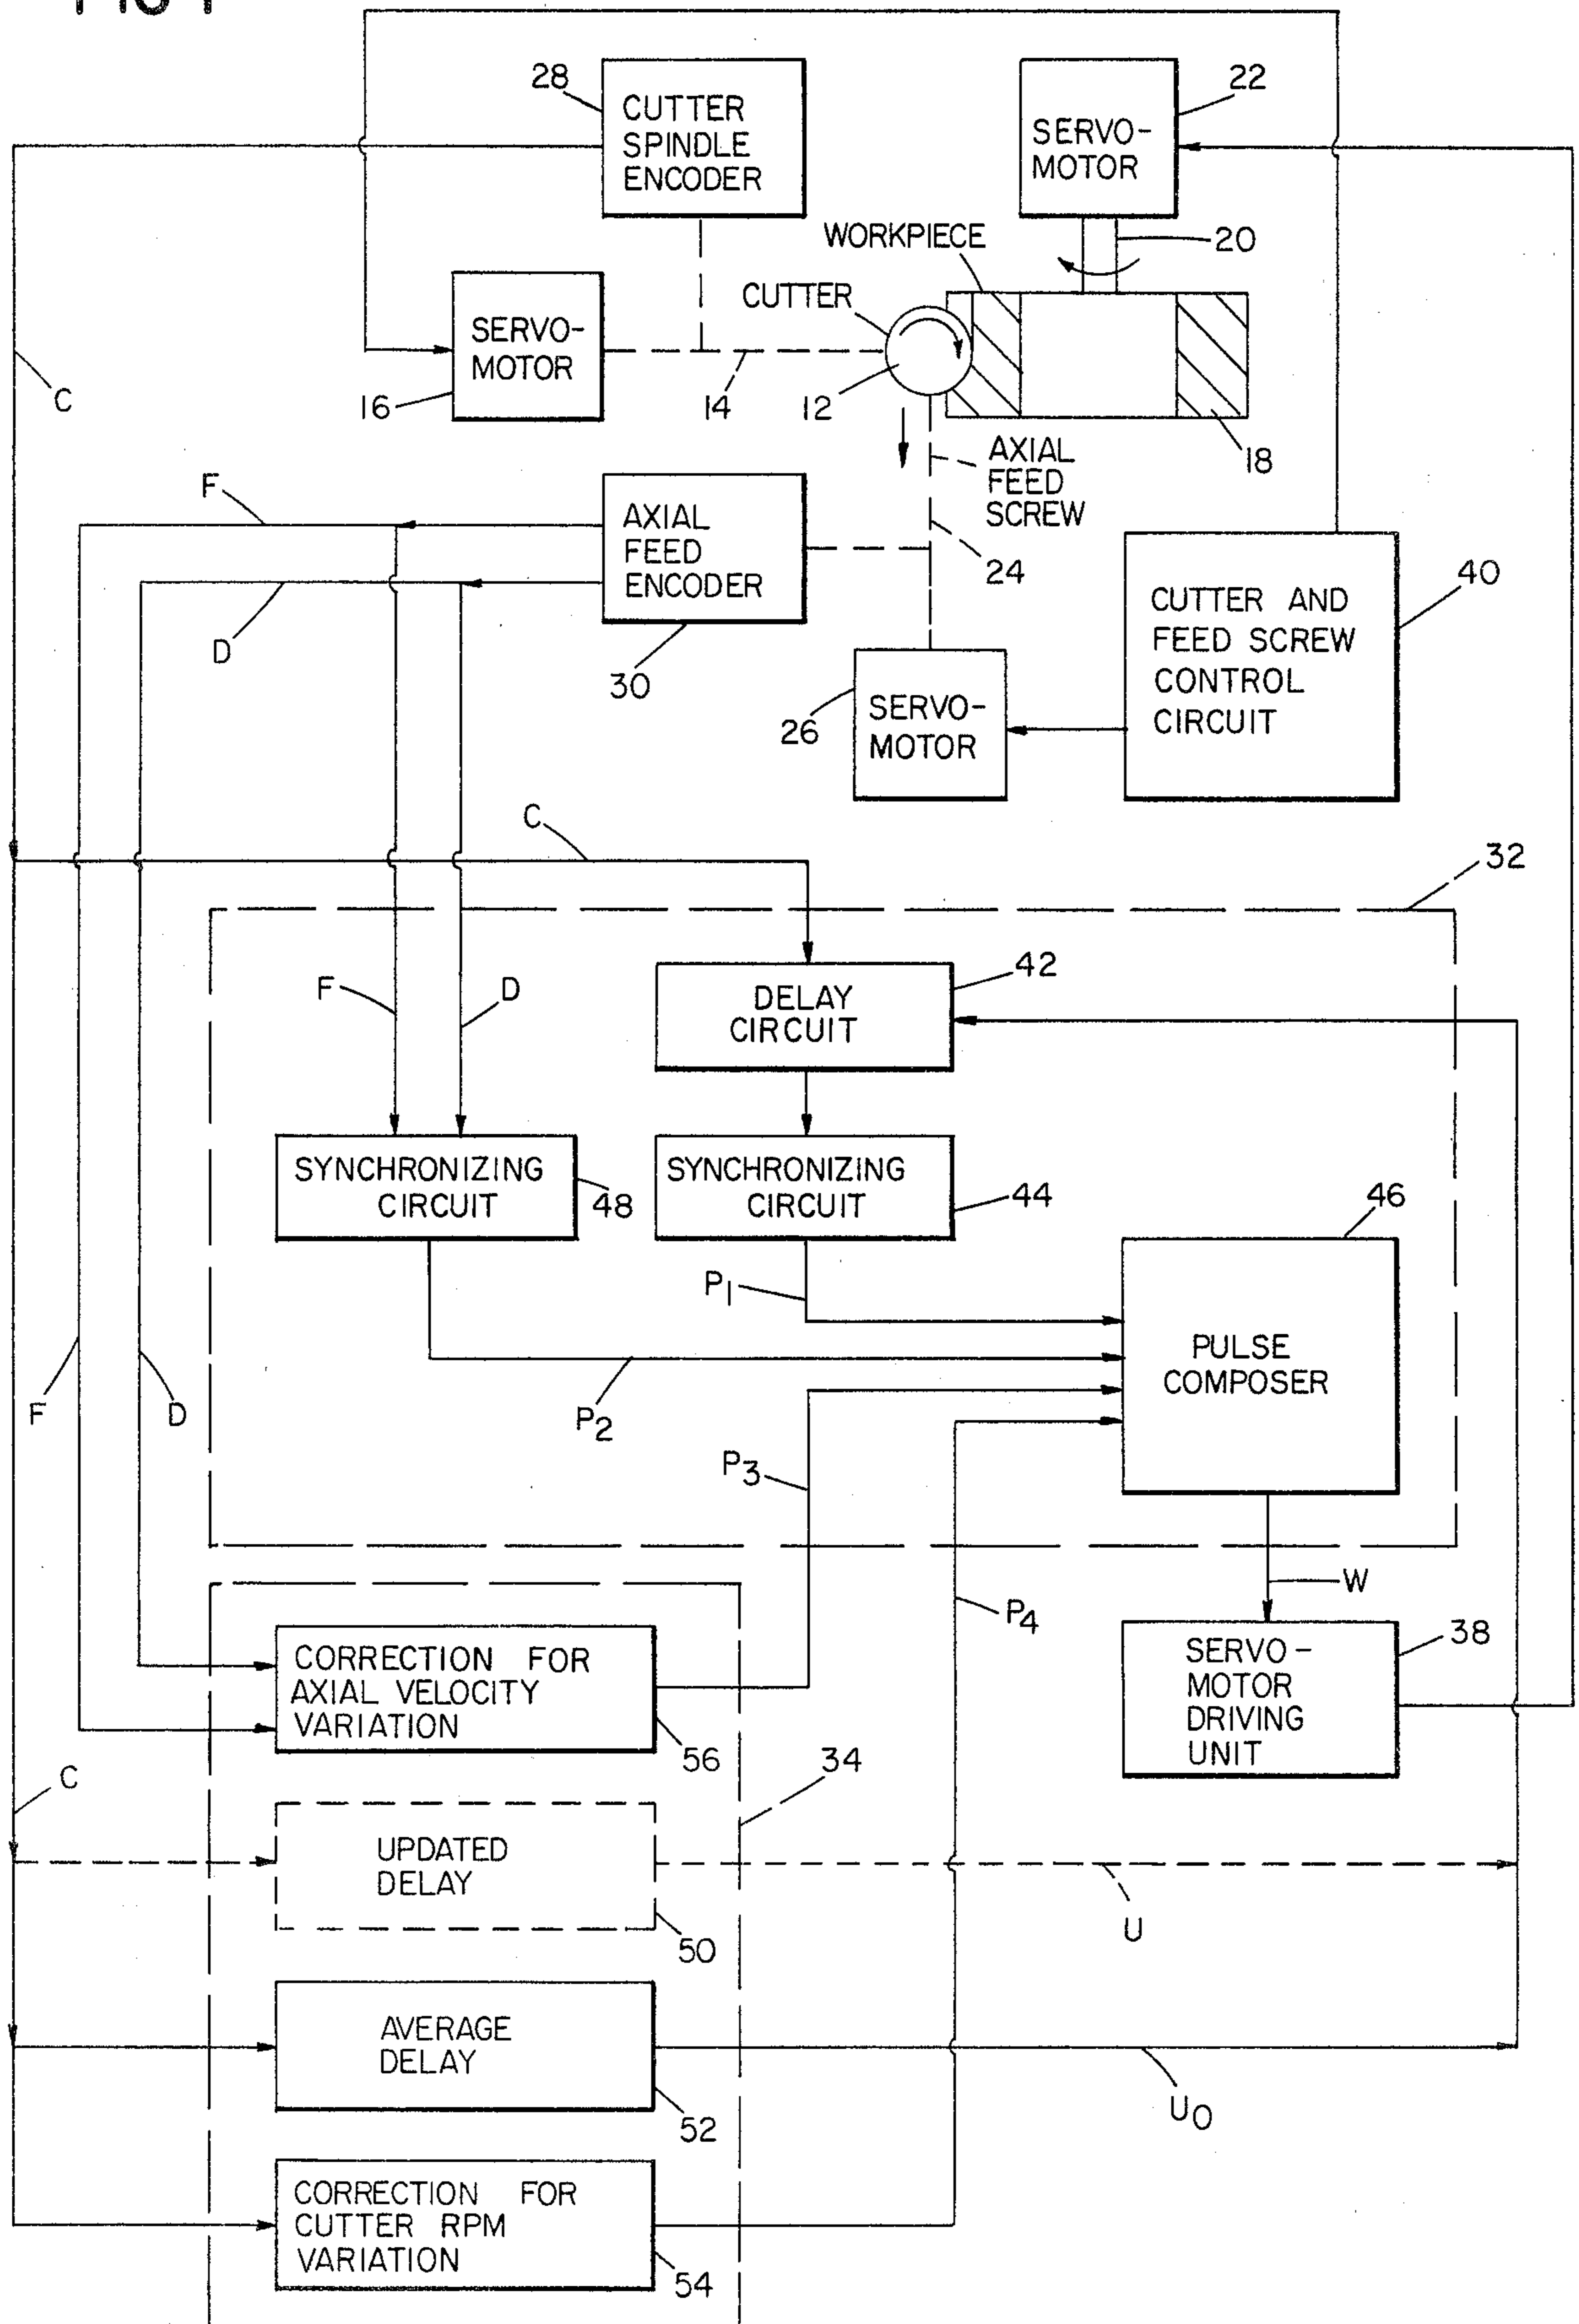 FIG 1
28
CUTTER
SPINDLE
ENCODER
22
SERVO-
MOTOR
WORKPIECE
20
CUTTER
SERVO-
MOTOR
16
14
12
18
C
AXIAL
FEED
SCREW
F
AXIAL
FEED
ENCODER
24
40
CUTTER AND
FEED SCREW
CONTROL
CIRCUIT
D
30
26
SERVO-
MOTOR
C
32
42
F
D
DELAY
CIRCUIT
SYNCHRONIZING
CIRCUIT
48
SYNCHRONIZING
CIRCUIT
44
46
P1
PULSE
COMPOSER
F
D
P2
P3
W
P4
38
CORRECTION FOR
AXIAL VELOCITY
VARIATION
SERVO-
MOTOR
DRIVING
UNIT
56
34
C
UPDATED
DELAY
U
50
AVERAGE
DELAY
52
U0
CORRECTION FOR
CUTTER RPM
VARIATION
54